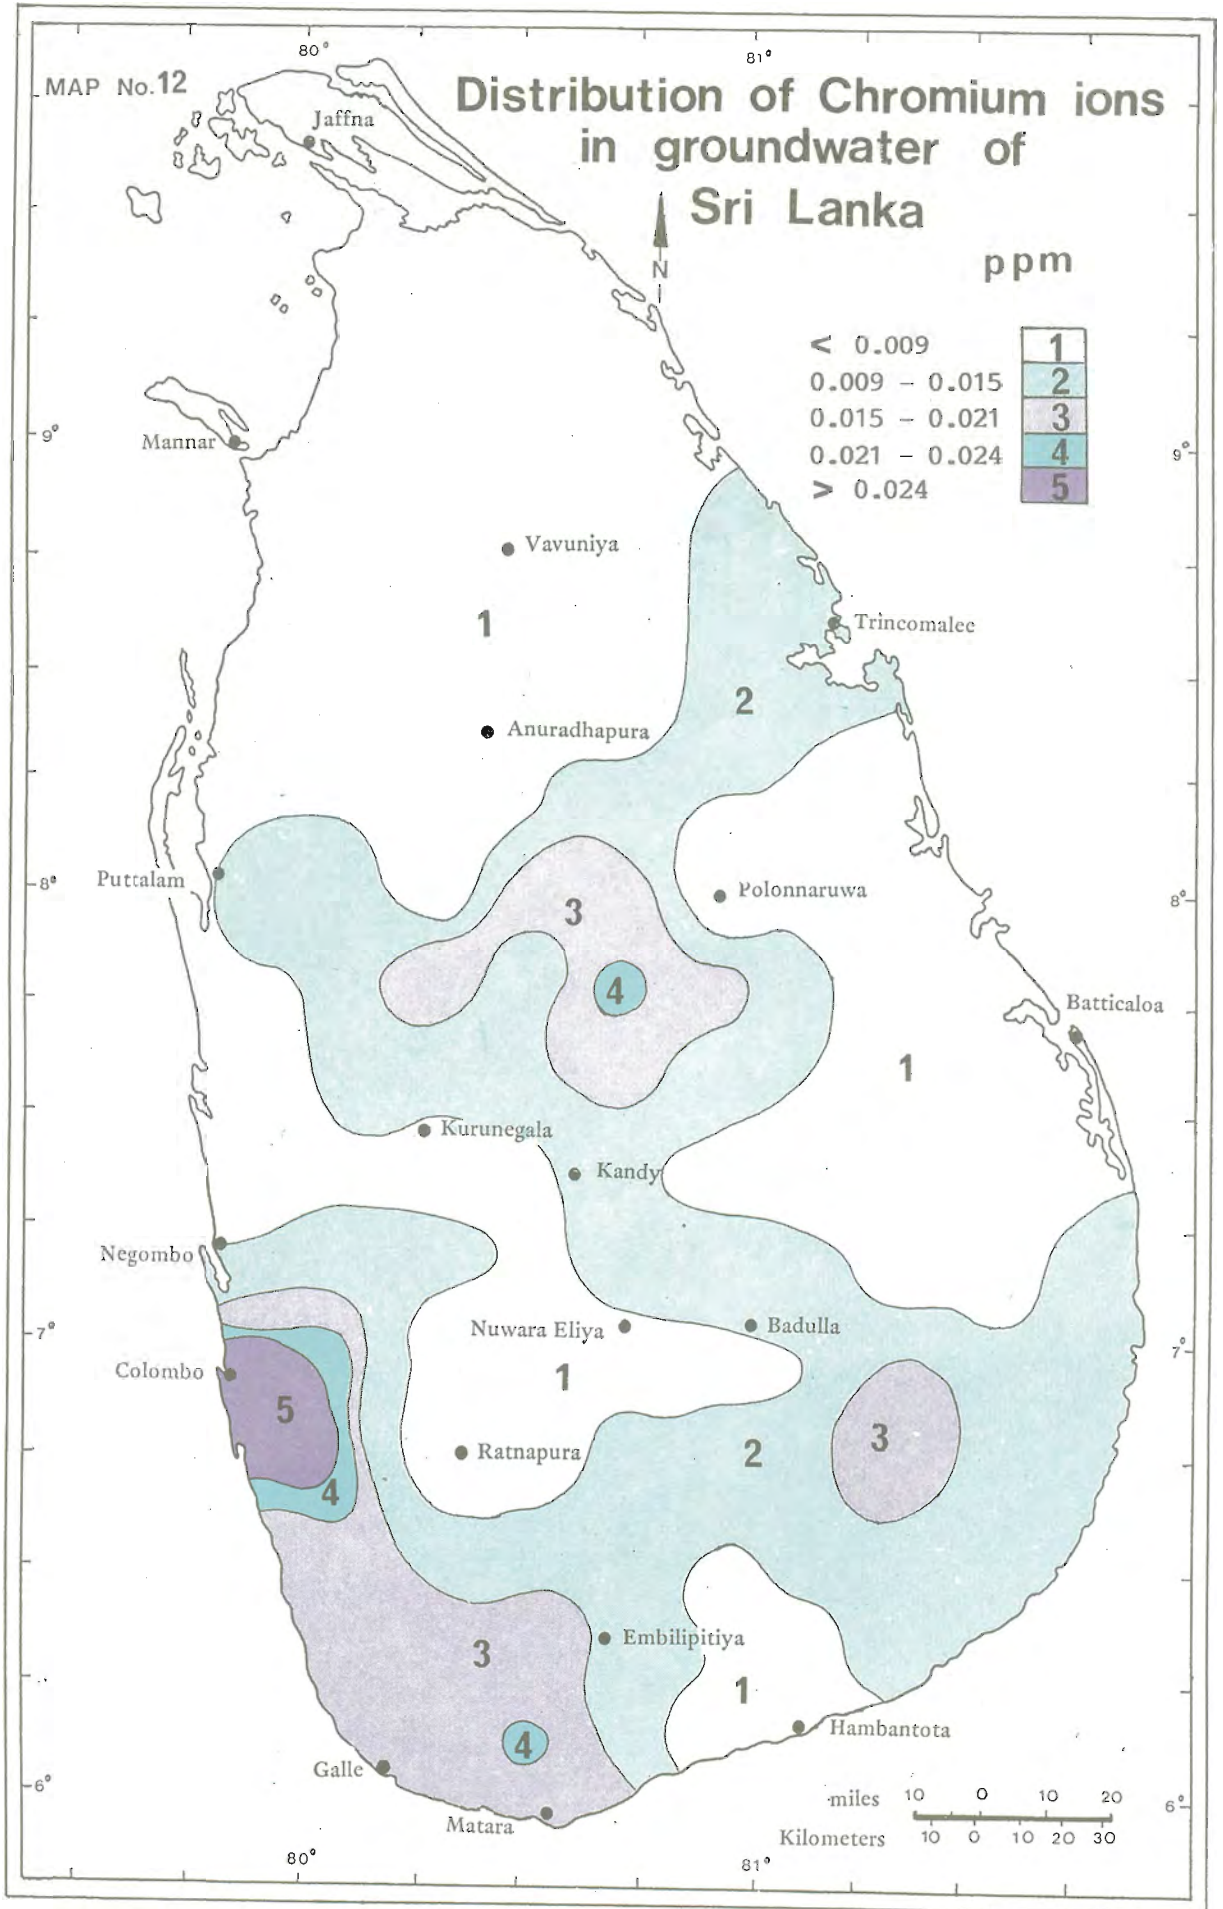 80°
81°
MAP No.12
Distribution of Chromium ions
in groundwater of
Sri Lanka
Jaffna
N
ppm
< 0.009 1
0.009 - 0.015 2
0.015 - 0.021 3
0.021 - 0.024 4
> 0.024 5
9°
Mannar
9°
Vavuniya
1
Trincomalee
2
Anuradhapura
Puttalam
8°
Polonnaruwa
8°
3
4
Batticaloa
1
Kurunegala
Kandy
Negombo
7°
Nuwara Eliya
Badulla
7°
Colombo
1
5
3
Ratnapura
2
4
Embilipitiya
3
1
Hambantota
4
Galle
6°
miles 10 0 10 20
6°
Matara
Kilometers 10 0 10 20 30
80°
81°